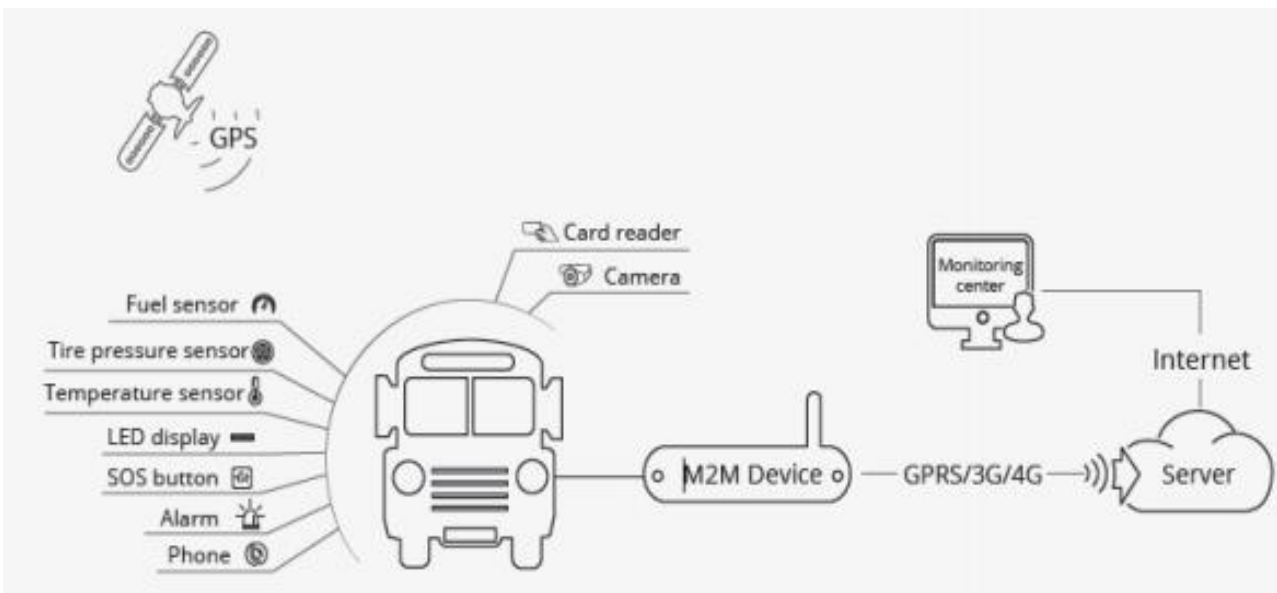 GPS
Card reader
Camera
Fuel sensor
Tire pressure sensor
Temperature sensor
LED display
SOS button
Alarm
Phone
M2M Device
GPRS/3G/4G
Monitoring
center
Internet
Server